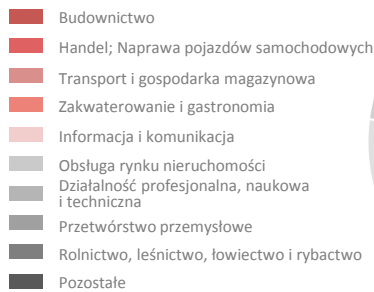 Budownictwo
Handel; Naprawa pojazdów samochodowych
Transport i gospodarka magazynowa
Zakwaterowanie i gastronomia
Informacja i komunikacja
Obsługa rynku nieruchomości
Działalność profesjonalna, naukowa
i techniczna
Przetwórstwo przemysłowe
Rolnictwo, leśnictwo, łowiectwo i rybactwo
Pozostałe